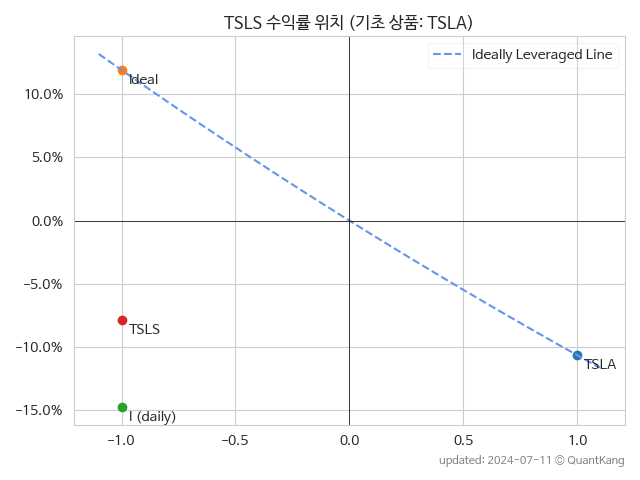 TSLS 수익률 위치 (기초 상품: TSLA)
Ideally Leveraged Line
Ideal
10.0%
5.0%
0.0%
-5.0%
TSLS
-10.0%
TSLA
I (daily)
-15.0%
-1.0
-0.5
0.0
0.5
1.0
updated: 2024-07-11 © QuantKang